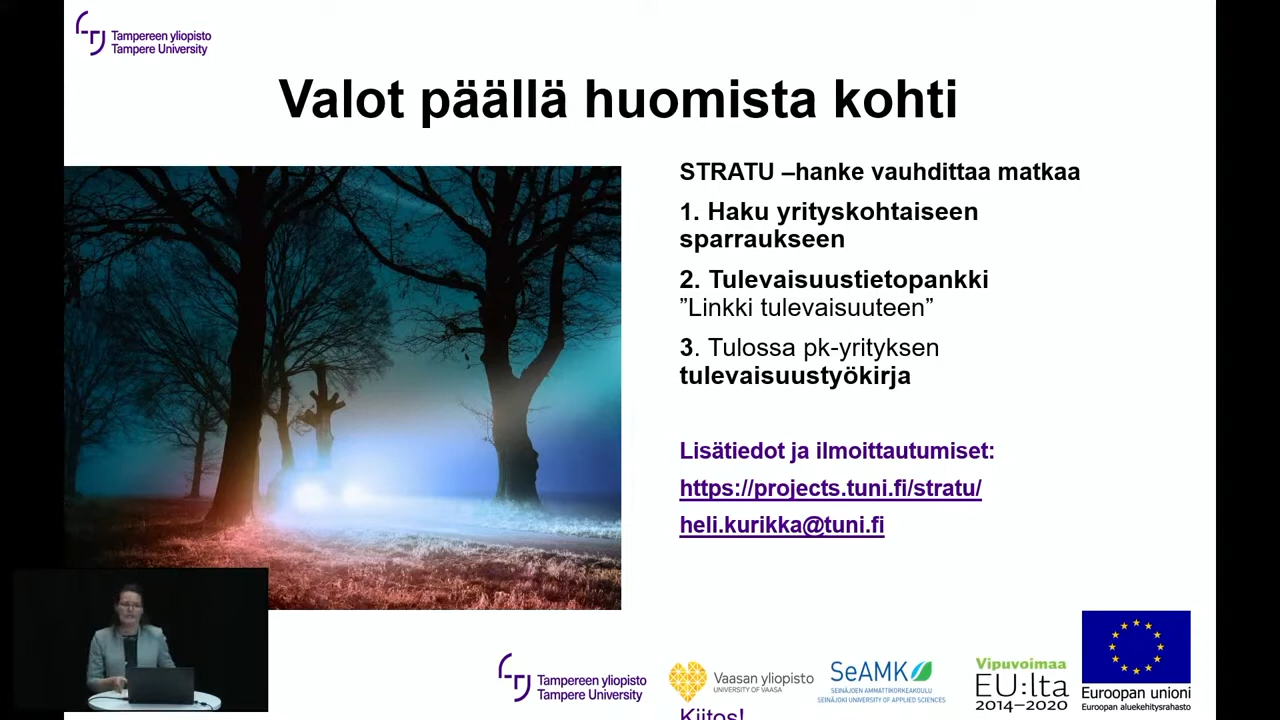 Tampereen yliopisto
Tampere University
Valot päällä huomista kohti
STRATU –hanke vauhdittaa matkaa
1. Haku yrityskohtaiseen
sparraukseen
2. Tulevaisuustietopankki
”Linkki tulevaisuuteen”
3. Tulossa pk-yrityksen
tulevaisuustyökirja
Lisätiedot ja ilmoittautumiset:
https://projects.tuni.fi/stratu/
heli.kurikka@tuni.fi
Tampereen yliopisto
Tampere University
Vaasan yliopisto
UNIVERSITY OF VAASA
SeAMK
SEINÄJOEN AMMATTIKORKEAKOULU
SEINÄJOKI UNIVERSITY OF APPLIED SCIENCES
Vipuvoimaa
EU:lta
2014–2020
Euroopan unioni
Euroopan aluekehitysrahasto
Kiitos!